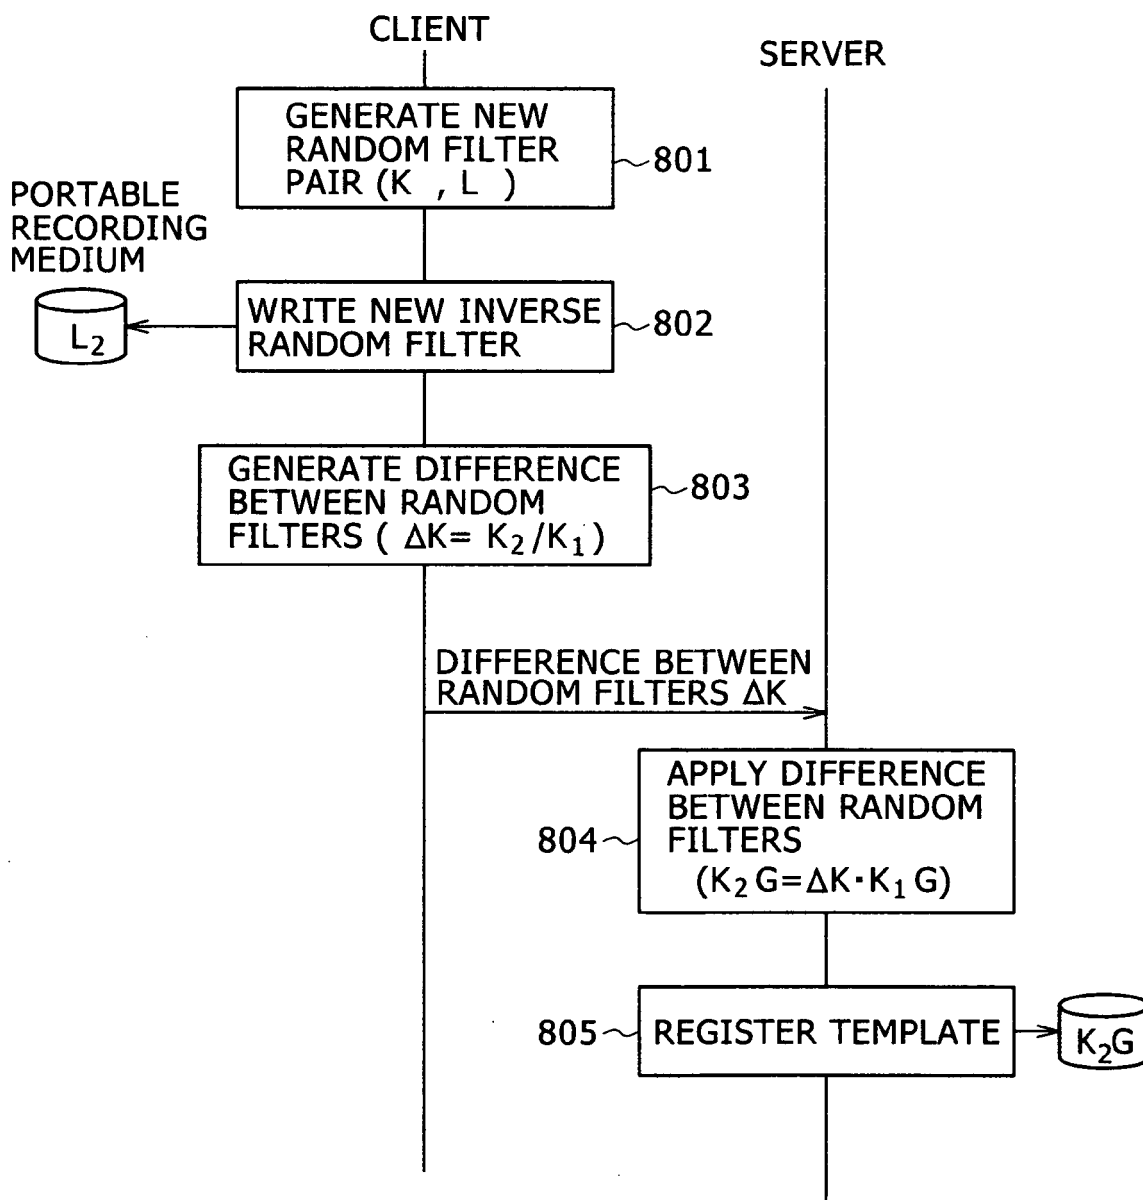 CLIENT
SERVER
GENERATE NEW
RANDOM FILTER
PAIR (K , L )
801
PORTABLE
RECORDING
MEDIUM
L₂
WRITE NEW INVERSE
RANDOM FILTER
802
GENERATE DIFFERENCE
BETWEEN RANDOM
FILTERS ( ΔK= K₂/K₁)
803
DIFFERENCE BETWEEN
RANDOM FILTERS ΔK
APPLY DIFFERENCE
BETWEEN RANDOM
FILTERS
(K₂G=ΔK·K₁G)
804
REGISTER TEMPLATE
805
K₂G